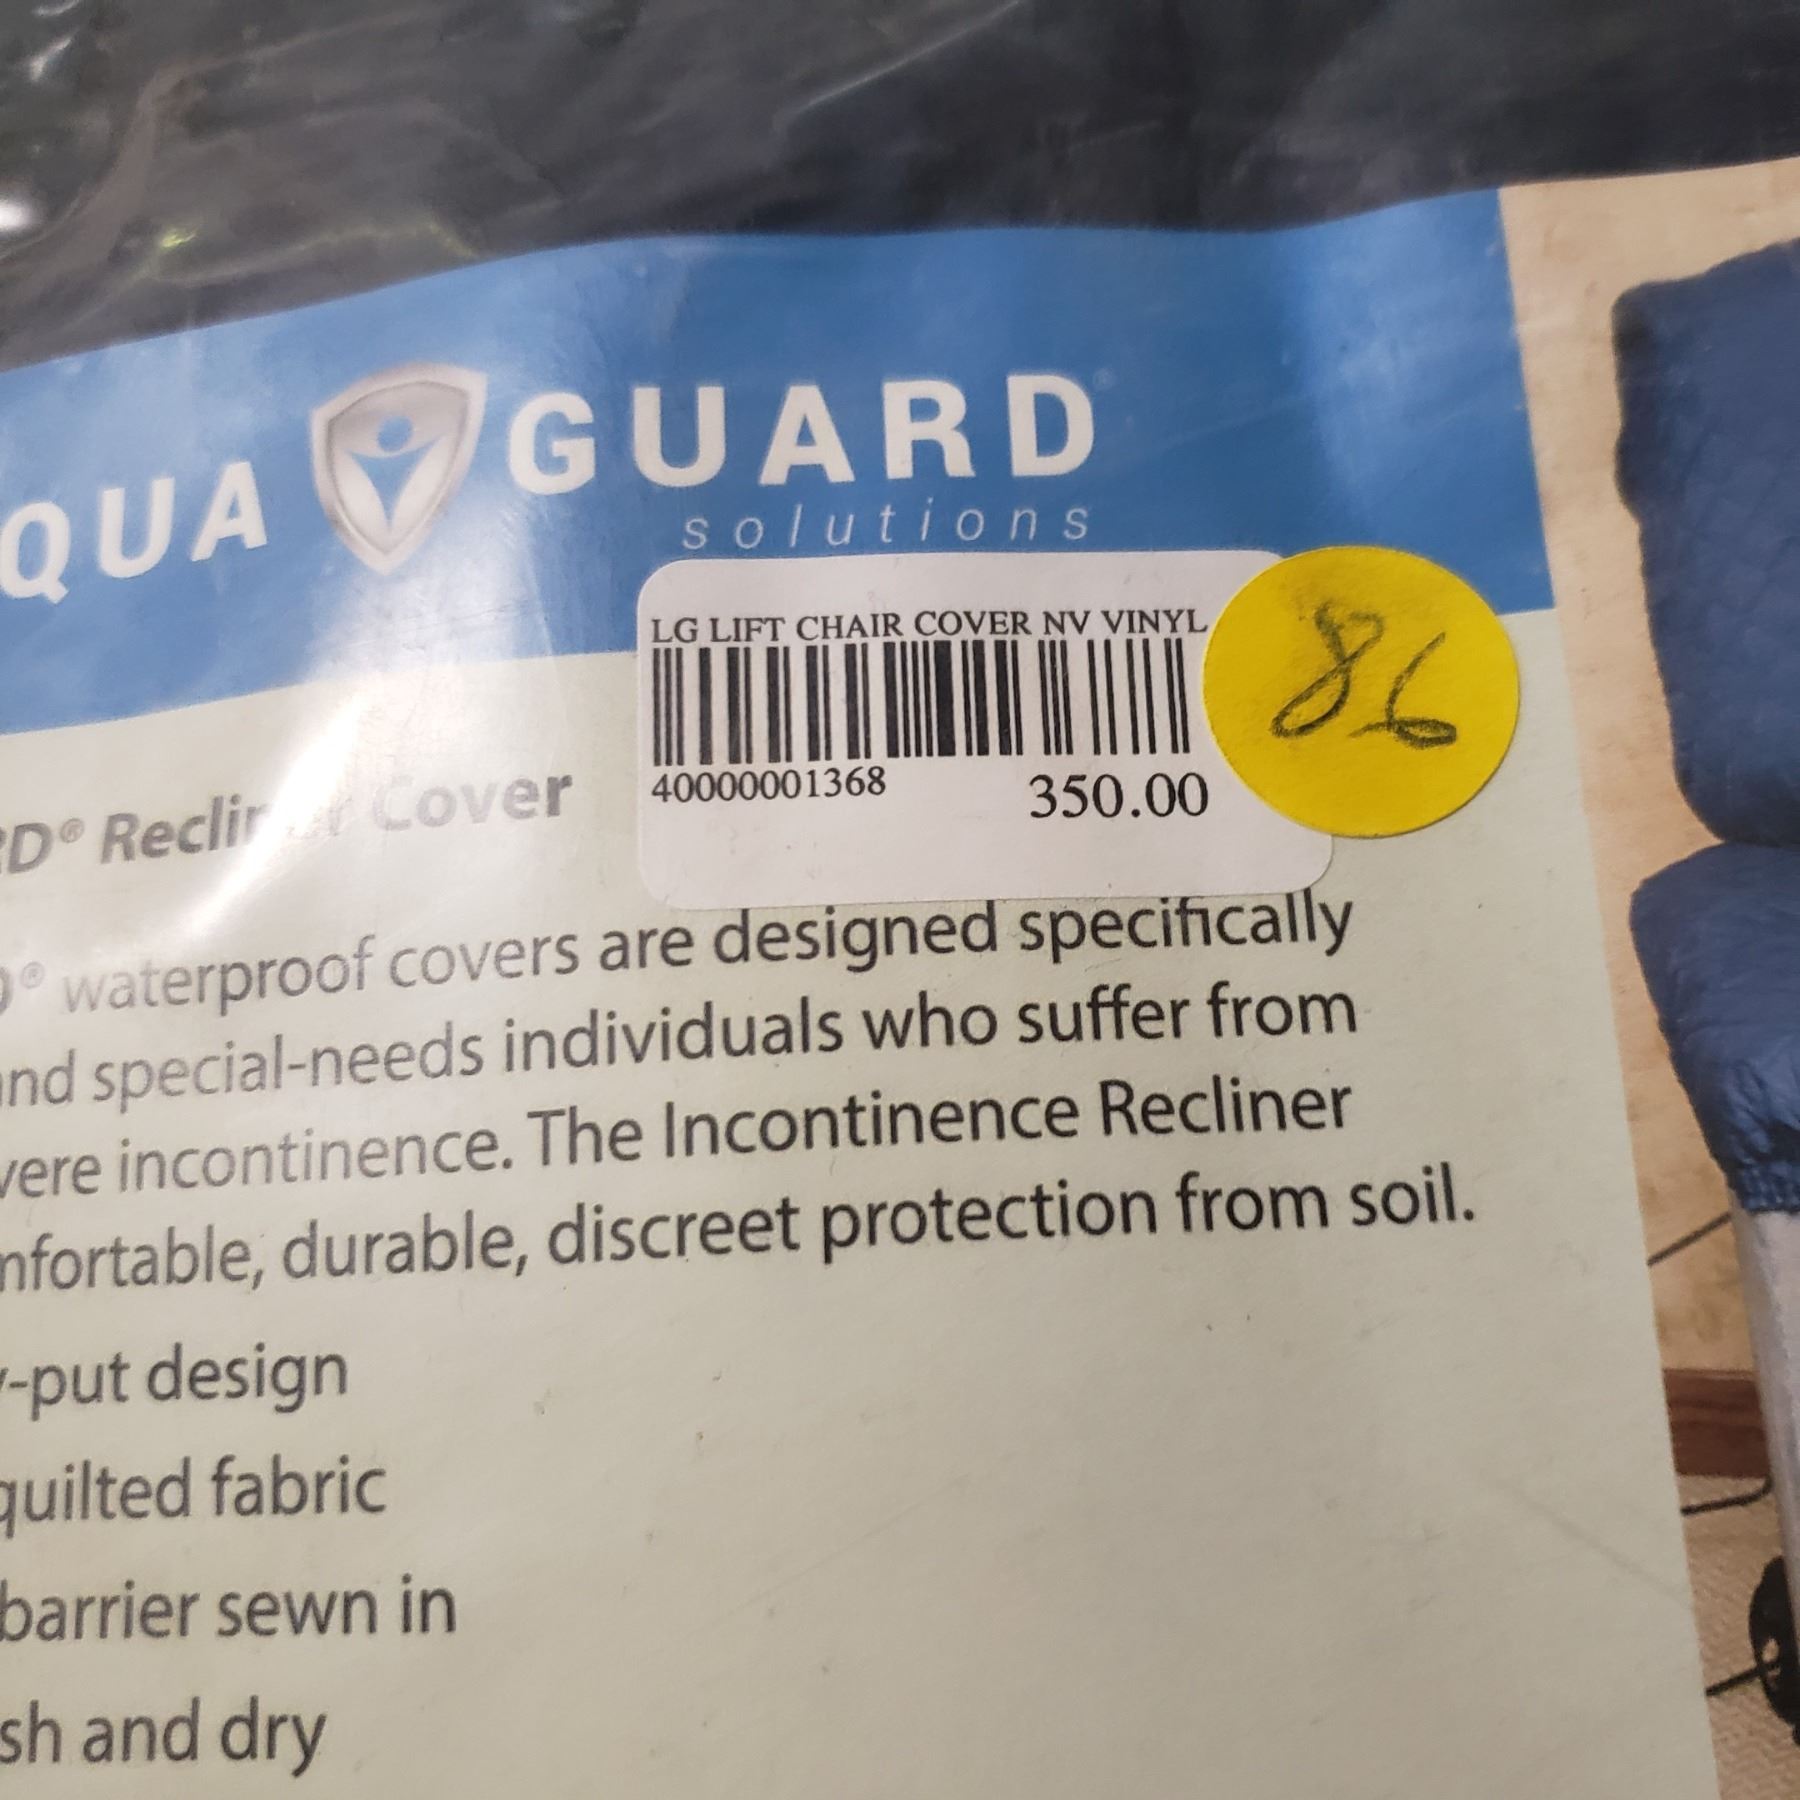 QUA GUARD
solutions
LG LIFT CHAIR COVER NV VINYL
40000001368 350.00
86
D® Recliner Cover
® waterproof covers are designed specifically
nd special-needs individuals who suffer from
vere incontinence. The Incontinence Recliner
nfortable, durable, discreet protection from soil.
-put design
quilted fabric
barrier sewn in
sh and dry